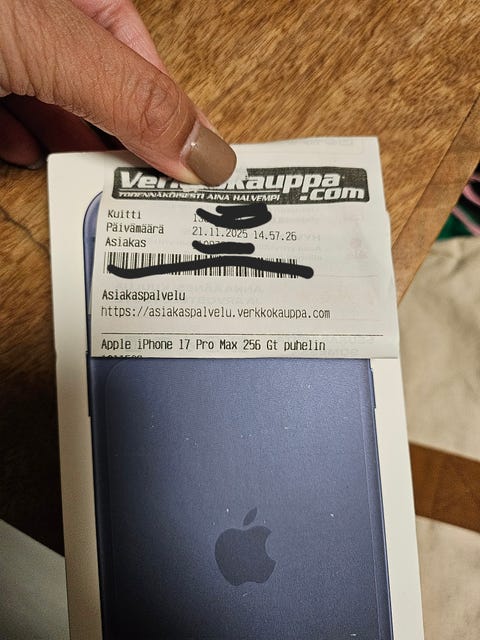 Verkkokauppa
.com
TODENNÄKÖISESTI AINA HALVEMPI
Kuitti
Päivämäärä 21.11.2025 14.57.26
Asiakas
Asiakaspalvelu
https://asiakaspalvelu.verkkokauppa.com
Apple iPhone 17 Pro Max 256 Gt puhelin